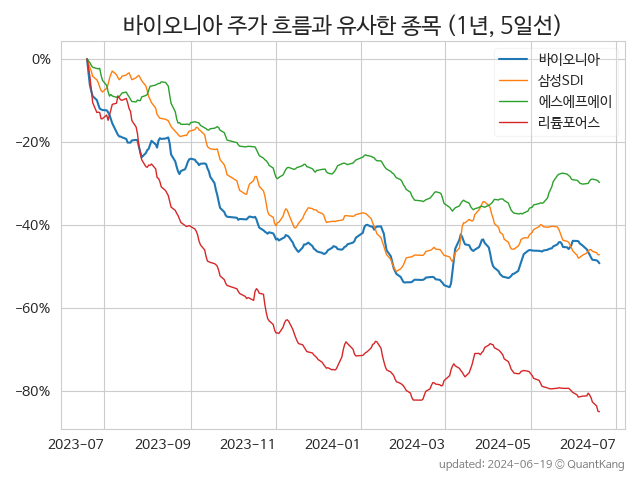 바이오니아 주가 흐름과 유사한 종목 (1년, 5일선)
바이오니아
삼성SDI
에스에프에이
리튬포어스
0%
−20%
−40%
−60%
−80%
2023-07 2023-09 2023-11 2024-01 2024-03 2024-05 2024-07
updated: 2024-06-19 © QuantKang